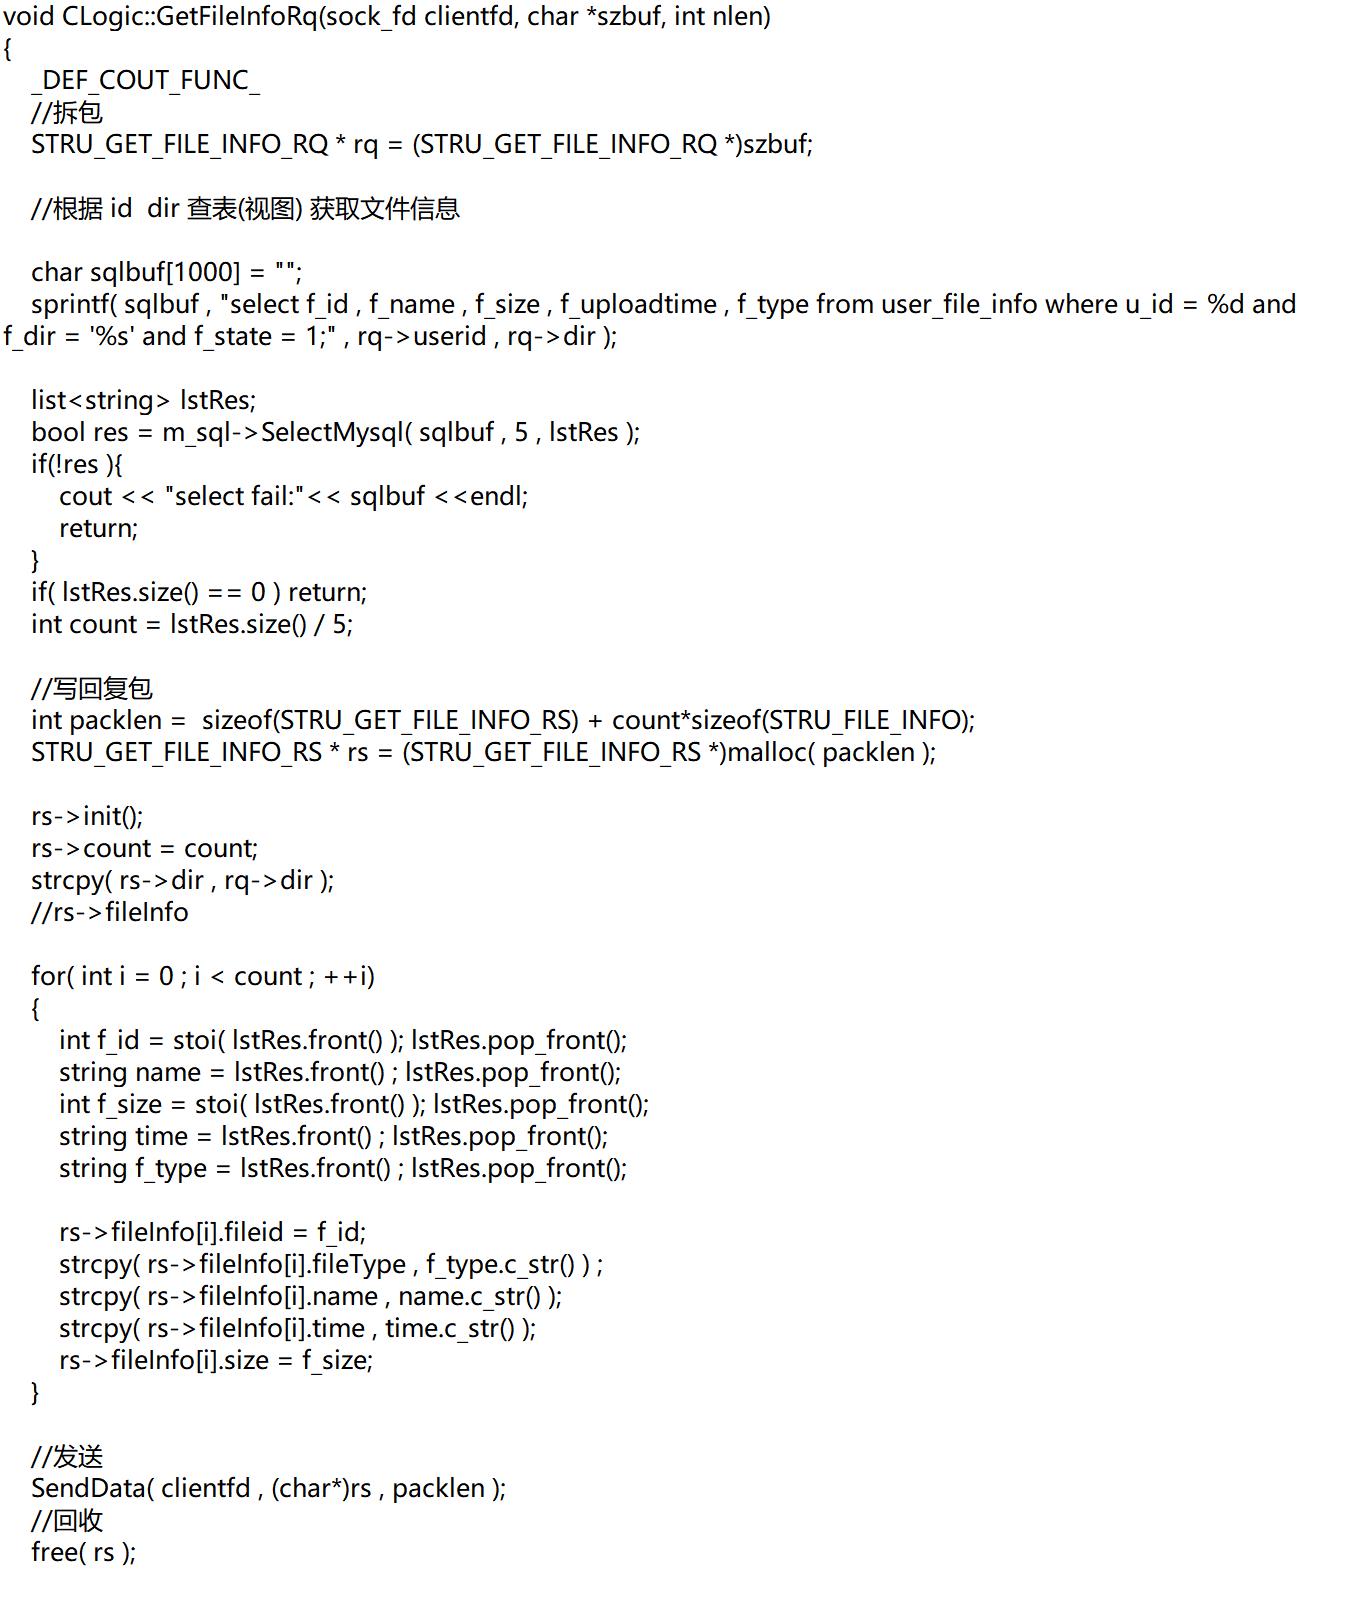 void CLogic::GetFileInfoRq(sock_fd clientfd, char *szbuf, int nlen)
{
    _DEF_COUT_FUNC_
    //拆包
    STRU_GET_FILE_INFO_RQ * rq = (STRU_GET_FILE_INFO_RQ *)szbuf;
    //根据 id  dir 查表(视图) 获取文件信息
    char sqlbuf[1000] = "";
    sprintf( sqlbuf , "select f_id , f_name , f_size , f_uploadtime , f_type from user_file_info where u_id = %d and
f_dir = '%s' and f_state = 1;" , rq->userid , rq->dir );
    list<string> lstRes;
    bool res = m_sql->SelectMysql( sqlbuf , 5 , lstRes );
    if(!res ){
        cout << "select fail:"<< sqlbuf <<endl;
        return;
    }
    if( lstRes.size() == 0 ) return;
    int count = lstRes.size() / 5;
    //写回复包
    int packlen =  sizeof(STRU_GET_FILE_INFO_RS) + count*sizeof(STRU_FILE_INFO);
    STRU_GET_FILE_INFO_RS * rs = (STRU_GET_FILE_INFO_RS *)malloc( packlen );
    rs->init();
    rs->count = count;
    strcpy( rs->dir , rq->dir );
    //rs->fileInfo
    for( int i = 0 ; i < count ; ++i)
    {
        int f_id = stoi( lstRes.front() ); lstRes.pop_front();
        string name = lstRes.front() ; lstRes.pop_front();
        int f_size = stoi( lstRes.front() ); lstRes.pop_front();
        string time = lstRes.front() ; lstRes.pop_front();
        string f_type = lstRes.front() ; lstRes.pop_front();
        rs->fileInfo[i].fileid = f_id;
        strcpy( rs->fileInfo[i].fileType , f_type.c_str() ) ;
        strcpy( rs->fileInfo[i].name , name.c_str() );
        strcpy( rs->fileInfo[i].time , time.c_str() );
        rs->fileInfo[i].size = f_size;
    }
    //发送
    SendData( clientfd , (char*)rs , packlen );
    //回收
    free( rs );